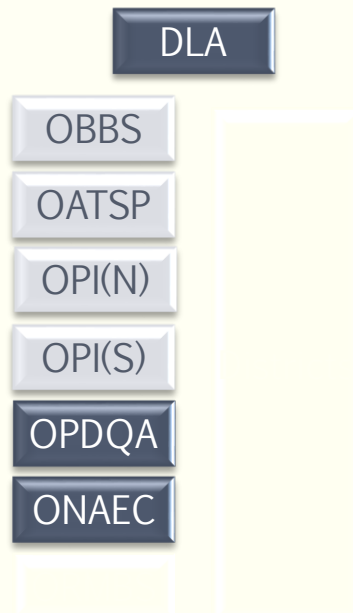 DLA
OBBS
OATSP
OPI(N)
OPI(S)
OPDQA
ONAEC